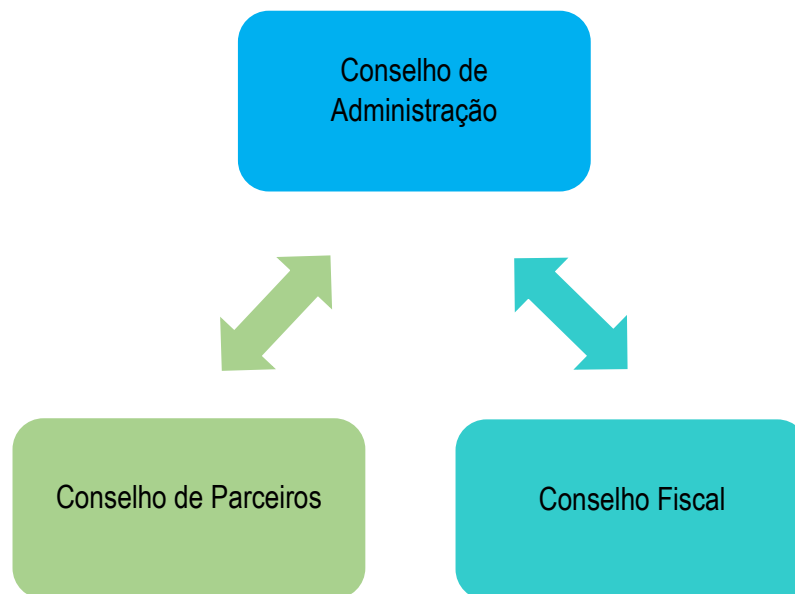 Conselho de
Administração
Conselho de Parceiros
Conselho Fiscal